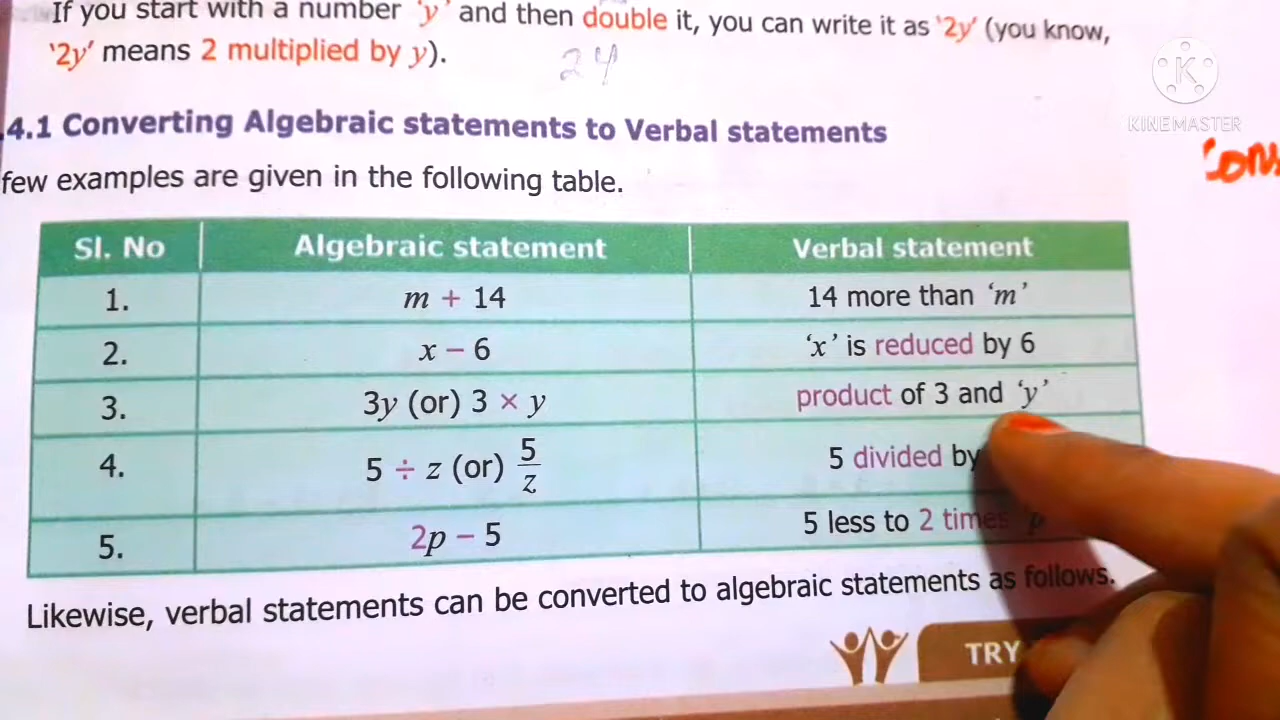 If you start with a number ‘y’ and then double it, you can write it as ‘2y’ (you know,
‘2y’ means 2 multiplied by y).
2y
KINEMASTER
.4.1 Converting Algebraic statements to Verbal statements
few examples are given in the following table.
Sl. No Algebraic statement Verbal statement
1. m + 14 14 more than ‘m’
2. x – 6 ‘x’ is reduced by 6
3. 3y (or) 3 × y product of 3 and ‘y’
4. 5 ÷ z (or) 5/z 5 divided by
5. 2p – 5 5 less to 2 times ‘p
Likewise, verbal statements can be converted to algebraic statements as follows.
TRY